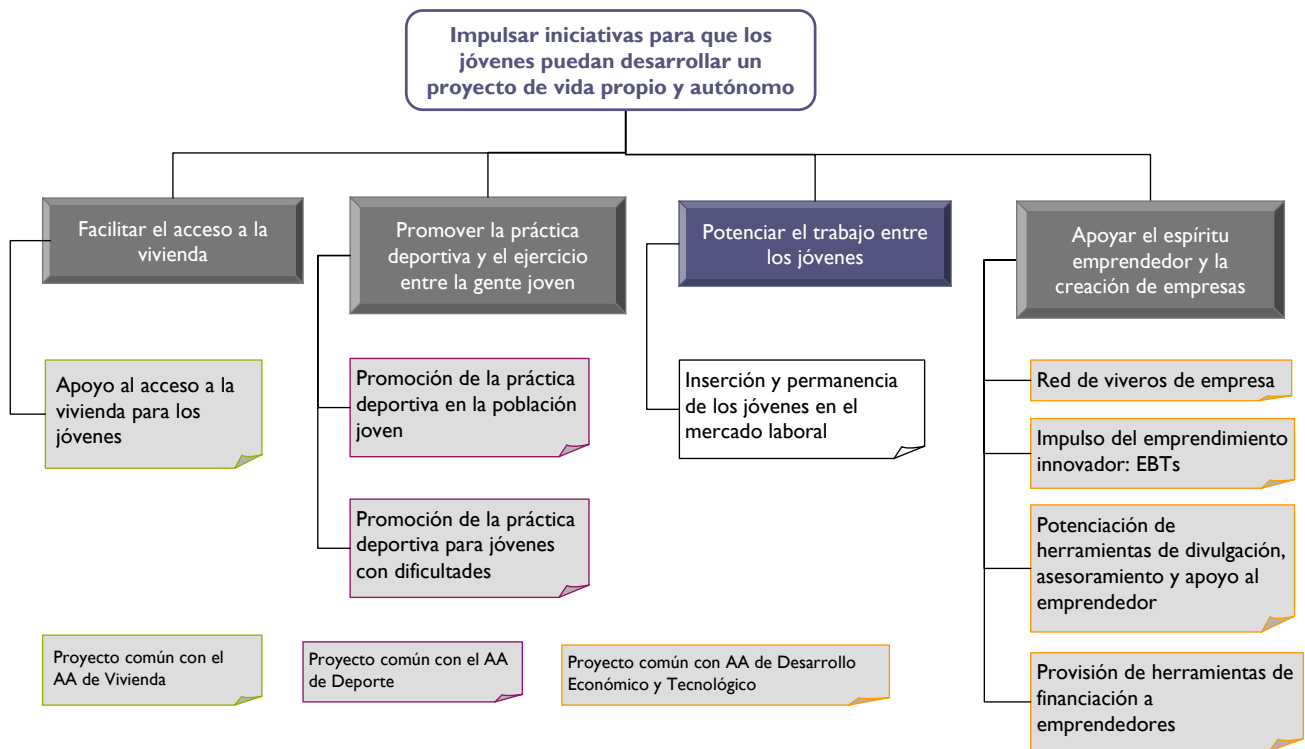 Impulsar iniciativas para que los
jóvenes puedan desarrollar un
proyecto de vida propio y autónomo
Facilitar el acceso a la
vivienda
Promover la práctica
deportiva y el ejercicio
entre la gente joven
Potenciar el trabajo entre
los jóvenes
Apoyar el espíritu
emprendedor y la
creación de empresas
Apoyo al acceso a la
vivienda para los
jóvenes
Promoción de la práctica
deportiva en la población
joven
Promoción de la práctica
deportiva para jóvenes
con dificultades
Inserción y permanencia
de los jóvenes en el
mercado laboral
Red de viveros de empresa
Impulso del emprendimiento
innovador: EBTs
Potenciación de
herramientas de divulgación,
asesoramiento y apoyo al
emprendedor
Provisión de herramientas de
financiación a
emprendedores
Proyecto común con el
AA de Vivienda
Proyecto común con el AA
de Deporte
Proyecto común con AA de Desarrollo
Económico y Tecnológico